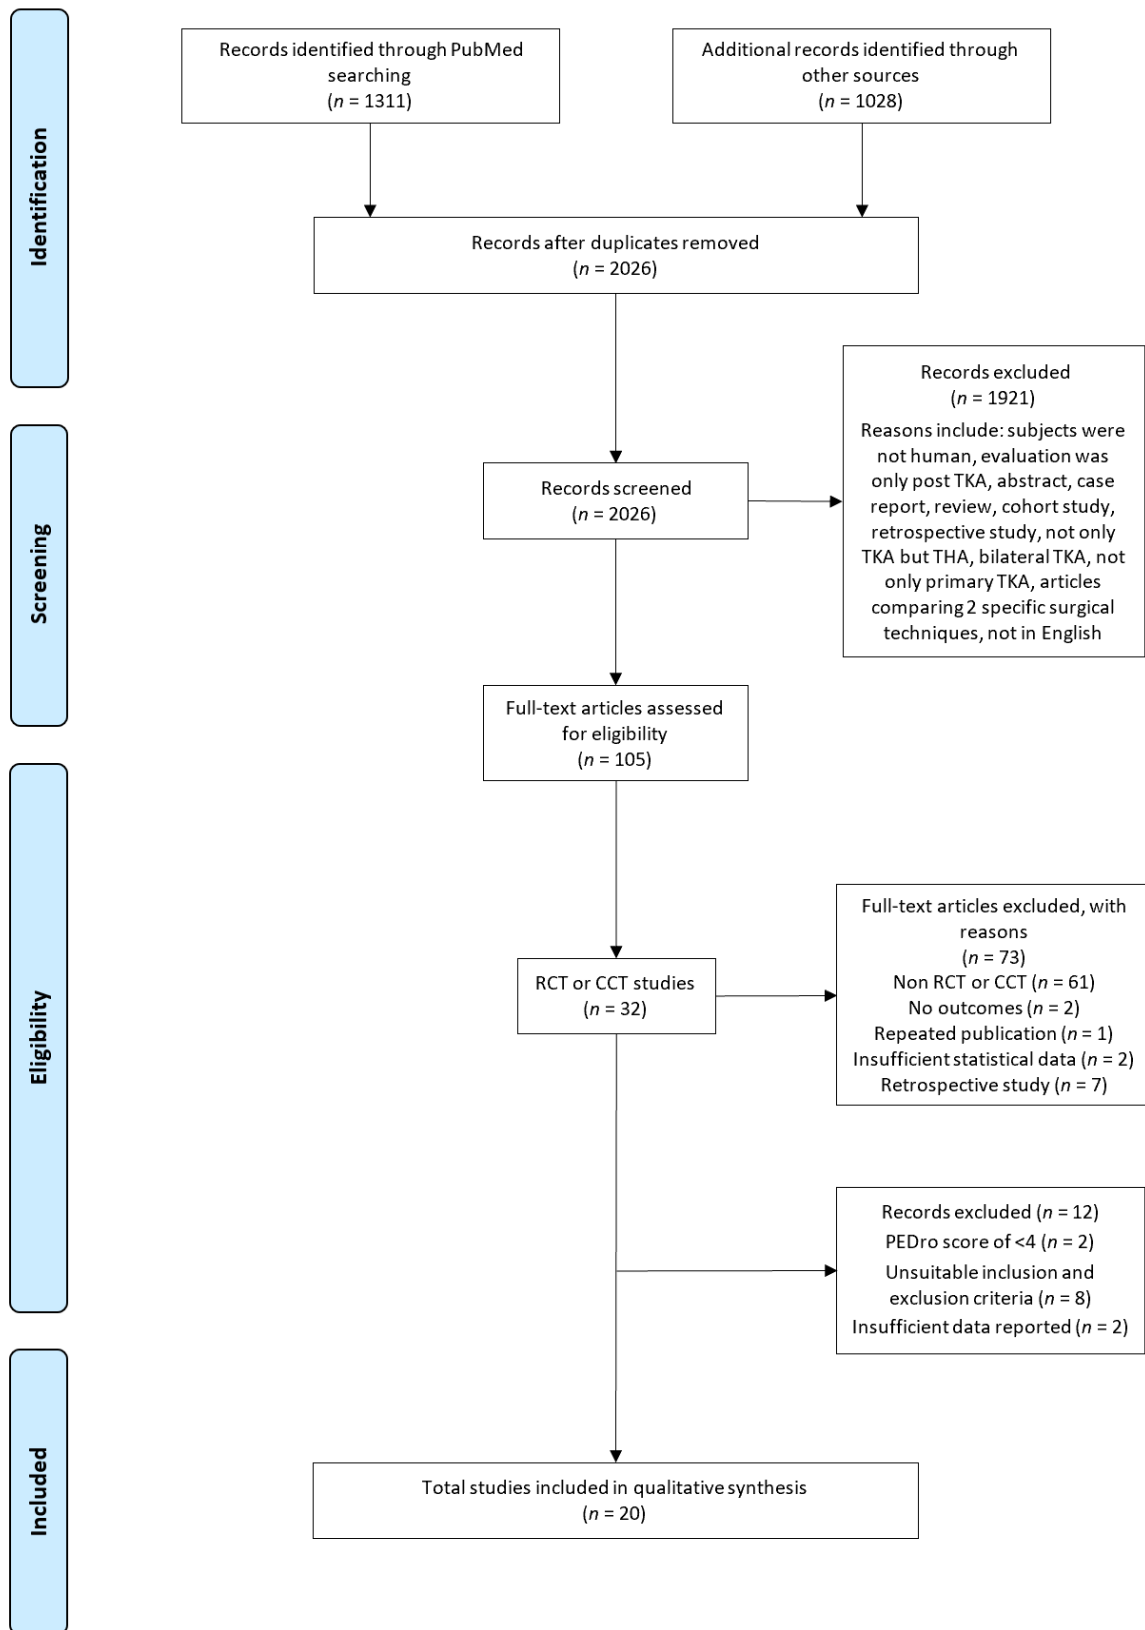 Identification
Records identified through PubMed
searching
(n = 1311)
Additional records identified through
other sources
(n = 1028)
Records after duplicates removed
(n = 2026)
Screening
Records screened
(n = 2026)
Records excluded
(n = 1921)
Reasons include: subjects were
not human, evaluation was
only post TKA, abstract, case
report, review, cohort study,
retrospective study, not only
TKA but THA, bilateral TKA, not
only primary TKA, articles
comparing 2 specific surgical
techniques, not in English
Full-text articles assessed
for eligibility
(n = 105)
Eligibility
RCT or CCT studies
(n = 32)
Full-text articles excluded, with
reasons
(n = 73)
Non RCT or CCT (n = 61)
No outcomes (n = 2)
Repeated publication (n = 1)
Insufficient statistical data (n = 2)
Retrospective study (n = 7)
Records excluded (n = 12)
PEDro score of <4 (n = 2)
Unsuitable inclusion and
exclusion criteria (n = 8)
Insufficient data reported (n = 2)
Included
Total studies included in qualitative synthesis
(n = 20)